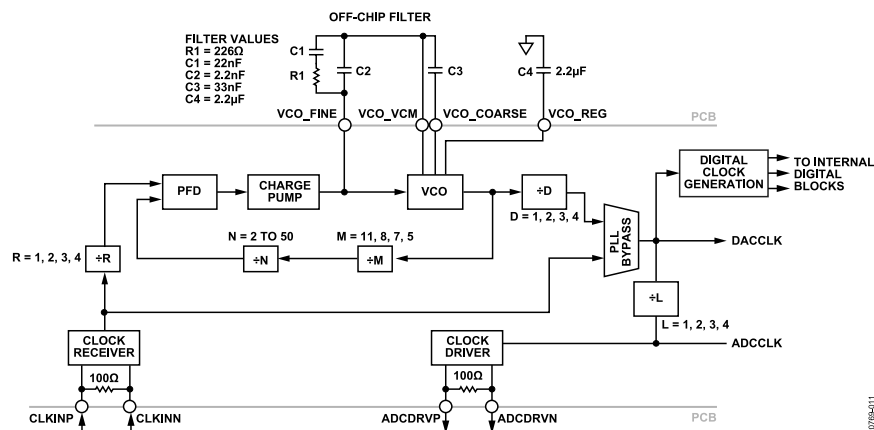 OFF-CHIP FILTER
FILTER VALUES
R1 = 226Ω
C1 = 22nF
C2 = 2.2nF
C3 = 33nF
C4 = 2.2µF
C1
R1
C2
C3
C4
2.2µF
VCO_FINE
VCO_VCM
VCO_COARSE
VCO_REG
PCB
PFD
CHARGE
PUMP
VCO
÷D
D = 1, 2, 3, 4
DIGITAL
CLOCK
GENERATION
TO INTERNAL
DIGITAL
BLOCKS
N = 2 TO 50
M = 11, 8, 7, 5
R = 1, 2, 3, 4
÷R
÷N
÷M
PLL
BYPASS
DACCLK
÷L
L = 1, 2, 3, 4
CLOCK
RECEIVER
CLOCK
DRIVER
ADCCLK
100Ω
100Ω
CLKINP
CLKINN
ADCDRVP
ADCDRVN
PCB
0769-011